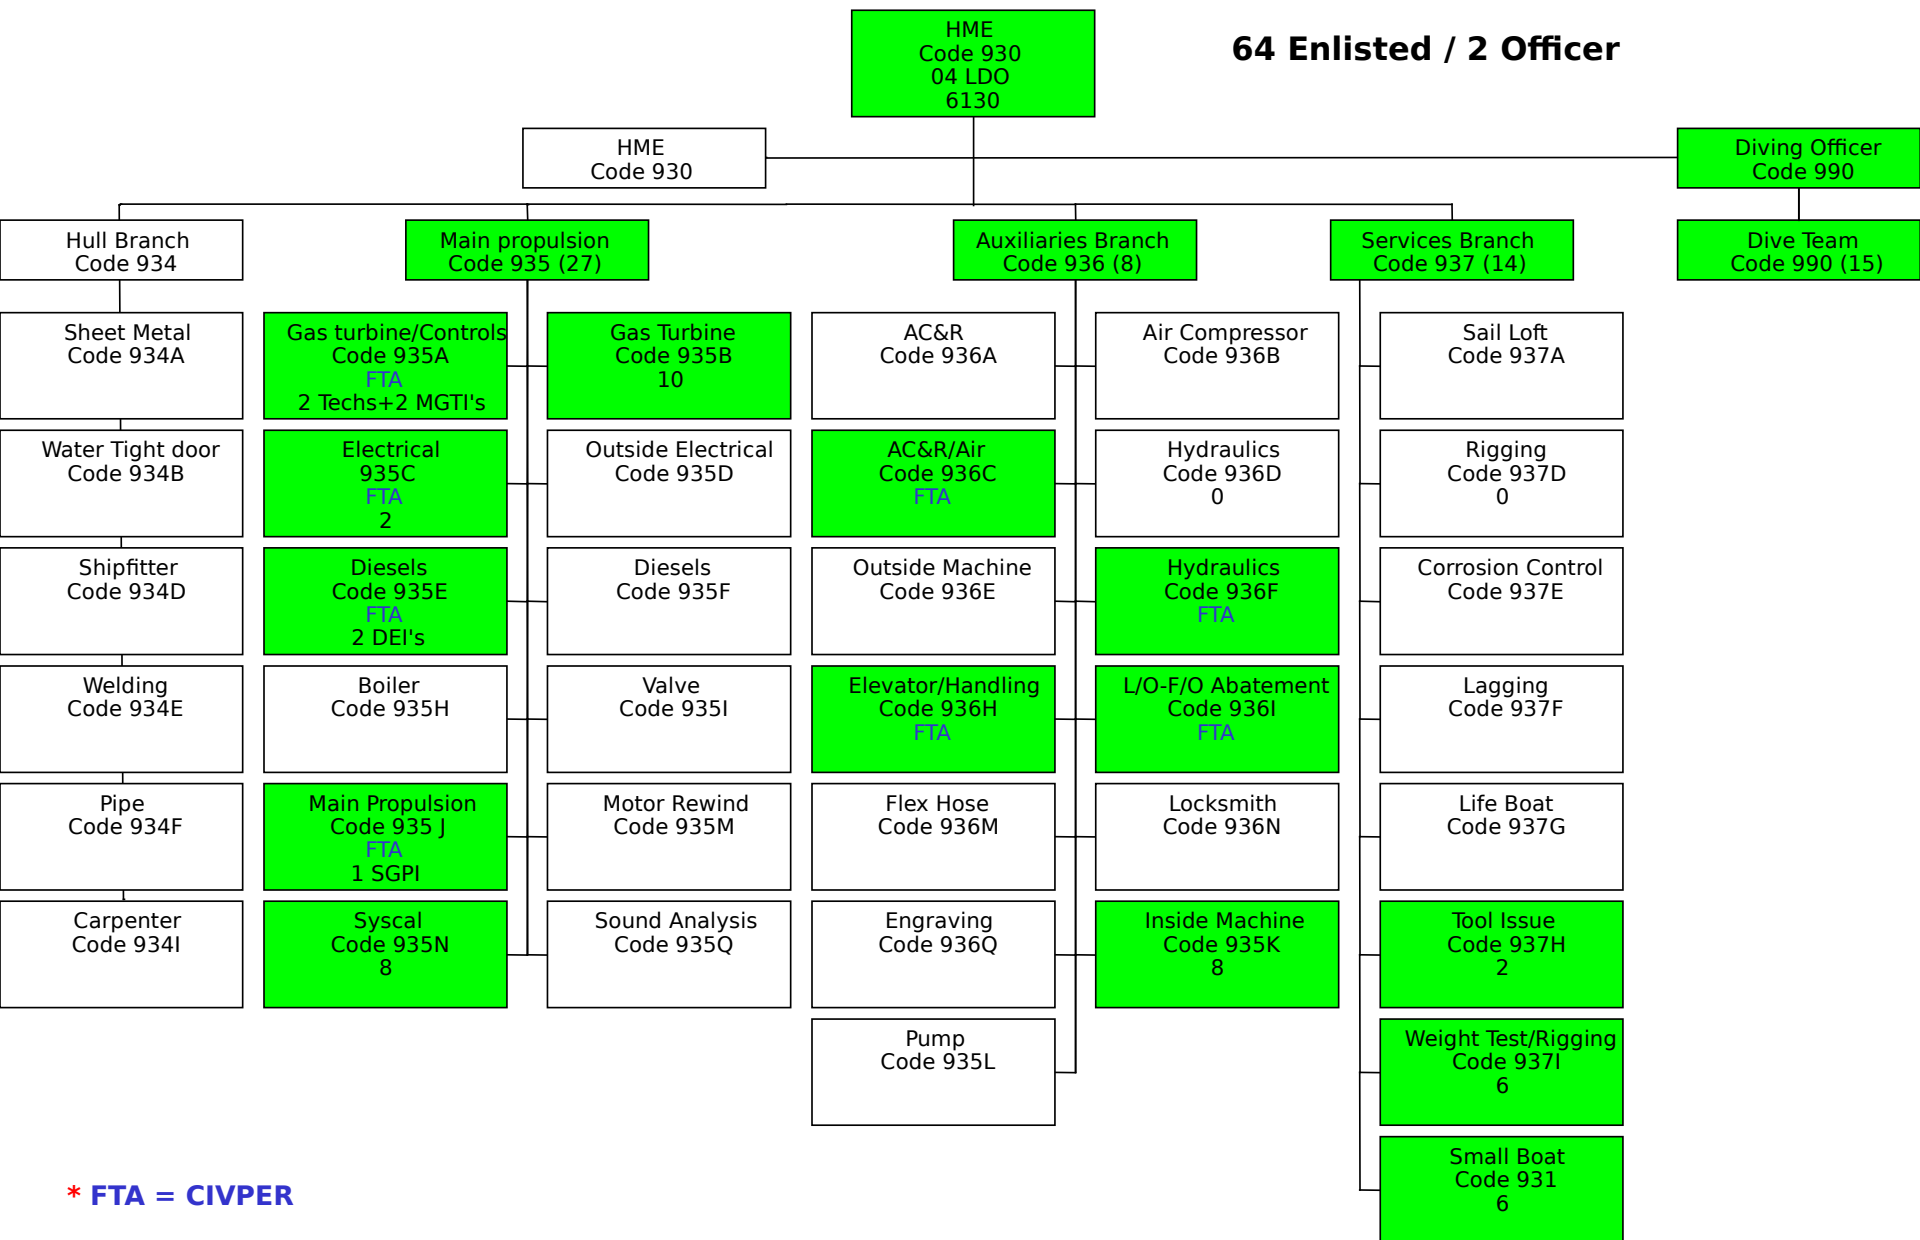 HME
Code 930
04 LDO
6130
64 Enlisted / 2 Officer
HME
Code 930
Diving Officer
Code 990
Hull Branch
Code 934
Main propulsion
Code 935 (27)
Auxiliaries Branch
Code 936 (8)
Services Branch
Code 937 (14)
Dive Team
Code 990 (15)
Sheet Metal
Code 934A
Gas turbine/Controls
Code 935A
FTA
2 Techs+2 MGTI's
Gas Turbine
Code 935B
10
AC&R
Code 936A
Air Compressor
Code 936B
Sail Loft
Code 937A
Water Tight door
Code 934B
Electrical
935C
FTA
2
Outside Electrical
Code 935D
AC&R/Air
Code 936C
FTA
Hydraulics
Code 936D
0
Rigging
Code 937D
0
Shipfitter
Code 934D
Diesels
Code 935E
FTA
2 DEI's
Diesels
Code 935F
Outside Machine
Code 936E
Hydraulics
Code 936F
FTA
Corrosion Control
Code 937E
Welding
Code 934E
Boiler
Code 935H
Valve
Code 935I
Elevator/Handling
Code 936H
FTA
L/O-F/O Abatement
Code 936I
FTA
Lagging
Code 937F
Pipe
Code 934F
Main Propulsion
Code 935 J
FTA
1 SGPI
Motor Rewind
Code 935M
Flex Hose
Code 936M
Locksmith
Code 936N
Life Boat
Code 937G
Carpenter
Code 934I
Syscal
Code 935N
8
Sound Analysis
Code 935Q
Engraving
Code 936Q
Inside Machine
Code 935K
8
Tool Issue
Code 937H
2
Pump
Code 935L
Weight Test/Rigging
Code 937I
6
Small Boat
Code 931
6
* FTA = CIVPER